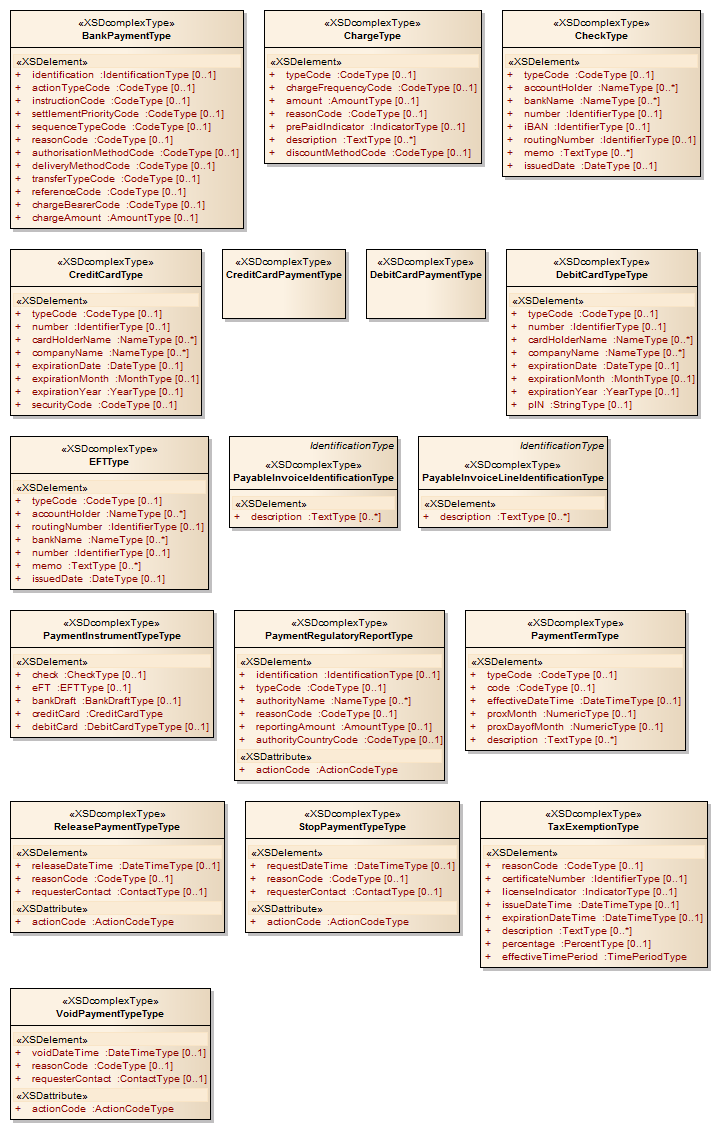 «XSDcomplexType»
BankPaymentType
«XSDelement»
+ identification :IdentificationType [0..1]
+ actionTypeCode :CodeType [0..1]
+ instructionCode :CodeType [0..1]
+ settlementPriorityCode :CodeType [0..1]
+ sequenceTypeCode :CodeType [0..1]
+ reasonCode :CodeType [0..1]
+ authorisationMethodCode :CodeType [0..1]
+ deliveryMethodCode :CodeType [0..1]
+ transferTypeCode :CodeType [0..1]
+ referenceCode :CodeType [0..1]
+ chargeBearerCode :CodeType [0..1]
+ chargeAmount :AmountType [0..1]
«XSDcomplexType»
ChargeType
«XSDelement»
+ typeCode :CodeType [0..1]
+ chargeFrequencyCode :CodeType [0..1]
+ amount :AmountType [0..1]
+ reasonCode :CodeType [0..1]
+ prePaidIndicator :IndicatorType [0..1]
+ description :TextType [0..*]
+ discountMethodCode :CodeType [0..1]
«XSDcomplexType»
CheckType
«XSDelement»
+ typeCode :CodeType [0..1]
+ accountHolder :NameType [0..*]
+ bankName :NameType [0..*]
+ number :IdentifierType [0..1]
+ iBAN :IdentifierType [0..1]
+ routingNumber :IdentifierType [0..1]
+ memo :TextType [0..*]
+ issuedDate :DateType [0..1]
«XSDcomplexType»
CreditCardType
«XSDelement»
+ typeCode :CodeType [0..1]
+ number :IdentifierType [0..1]
+ cardHolderName :NameType [0..*]
+ companyName :NameType [0..*]
+ expirationDate :DateType [0..1]
+ expirationMonth :MonthType [0..1]
+ expirationYear :YearType [0..1]
+ securityCode :CodeType [0..1]
«XSDcomplexType»
CreditCardPaymentType
«XSDcomplexType»
DebitCardPaymentType
«XSDcomplexType»
DebitCardTypeType
«XSDelement»
+ typeCode :CodeType [0..1]
+ number :IdentifierType [0..1]
+ cardHolderName :NameType [0..*]
+ companyName :NameType [0..*]
+ expirationDate :DateType [0..1]
+ expirationMonth :MonthType [0..1]
+ expirationYear :YearType [0..1]
+ pIN :StringType [0..1]
«XSDcomplexType»
EFTType
«XSDelement»
+ typeCode :CodeType [0..1]
+ accountHolder :NameType [0..*]
+ routingNumber :IdentifierType [0..1]
+ bankName :NameType [0..*]
+ number :IdentifierType [0..1]
+ memo :TextType [0..*]
+ issuedDate :DateType [0..1]
IdentificationType
«XSDcomplexType»
PayableInvoiceIdentificationType
«XSDelement»
+ description :TextType [0..*]
IdentificationType
«XSDcomplexType»
PayableInvoiceLineIdentificationType
«XSDelement»
+ description :TextType [0..*]
«XSDcomplexType»
PaymentInstrumentTypeType
«XSDelement»
+ check :CheckType [0..1]
+ eFT :EFTType [0..1]
+ bankDraft :BankDraftType [0..1]
+ creditCard :CreditCardType
+ debitCard :DebitCardTypeType [0..1]
«XSDcomplexType»
PaymentRegulatoryReportType
«XSDelement»
+ identification :IdentificationType [0..1]
+ typeCode :CodeType [0..1]
+ authorityName :NameType [0..*]
+ reasonCode :CodeType [0..1]
+ reportingAmount :AmountType [0..1]
+ authorityCountryCode :CodeType [0..1]
«XSDattribute»
+ actionCode :ActionCodeType
«XSDcomplexType»
PaymentTermType
«XSDelement»
+ typeCode :CodeType [0..1]
+ code :CodeType [0..1]
+ effectiveDateTime :DateTimeType [0..1]
+ proxMonth :NumericType [0..1]
+ proxDayofMonth :NumericType [0..1]
+ description :TextType [0..*]
«XSDcomplexType»
ReleasePaymentTypeType
«XSDelement»
+ releaseDateTime :DateTimeType [0..1]
+ reasonCode :CodeType [0..1]
+ requesterContact :ContactType [0..1]
«XSDattribute»
+ actionCode :ActionCodeType
«XSDcomplexType»
StopPaymentTypeType
«XSDelement»
+ requestDateTime :DateTimeType [0..1]
+ reasonCode :CodeType [0..1]
+ requesterContact :ContactType [0..1]
«XSDattribute»
+ actionCode :ActionCodeType
«XSDcomplexType»
TaxExemptionType
«XSDelement»
+ reasonCode :CodeType [0..1]
+ certificateNumber :IdentifierType [0..1]
+ licenseIndicator :IndicatorType [0..1]
+ issueDateTime :DateTimeType [0..1]
+ expirationDateTime :DateTimeType [0..1]
+ description :TextType [0..*]
+ percentage :PercentType [0..1]
+ effectiveTimePeriod :TimePeriodType
«XSDcomplexType»
VoidPaymentTypeType
«XSDelement»
+ voidDateTime :DateTimeType [0..1]
+ reasonCode :CodeType [0..1]
+ requesterContact :ContactType [0..1]
«XSDattribute»
+ actionCode :ActionCodeType